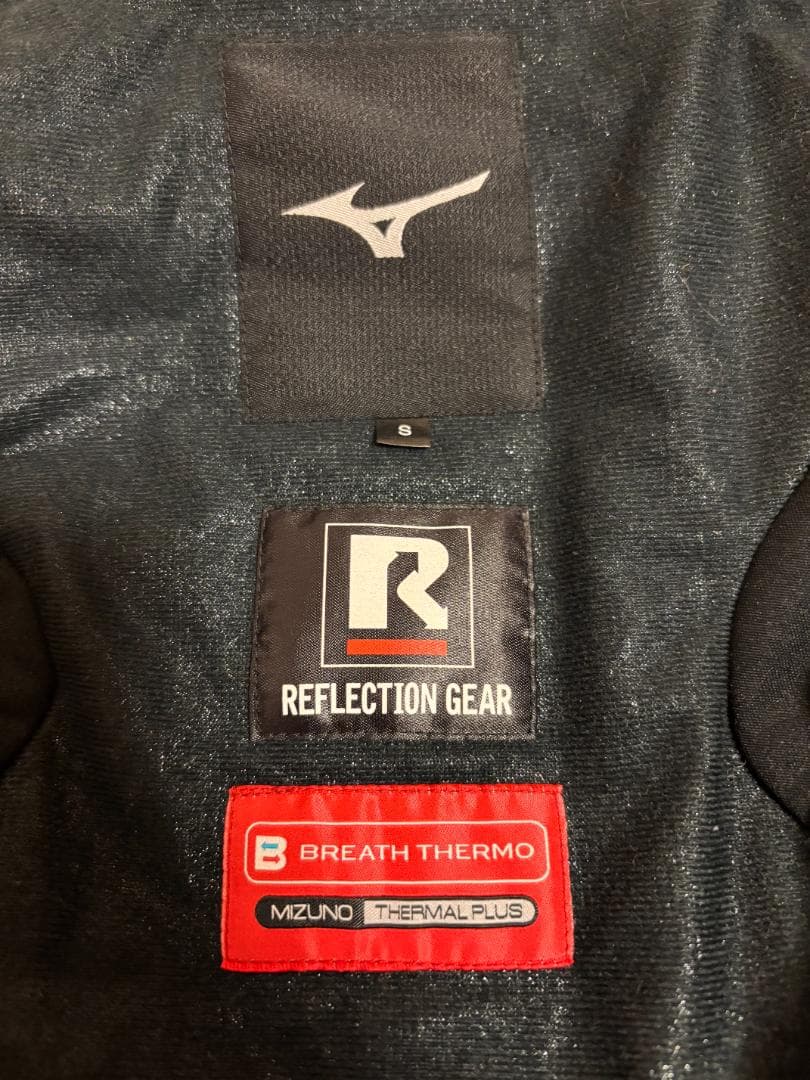 S
R
REFLECTION GEAR
B BREATH THERMO
MIZUNO THERMAL PLUS